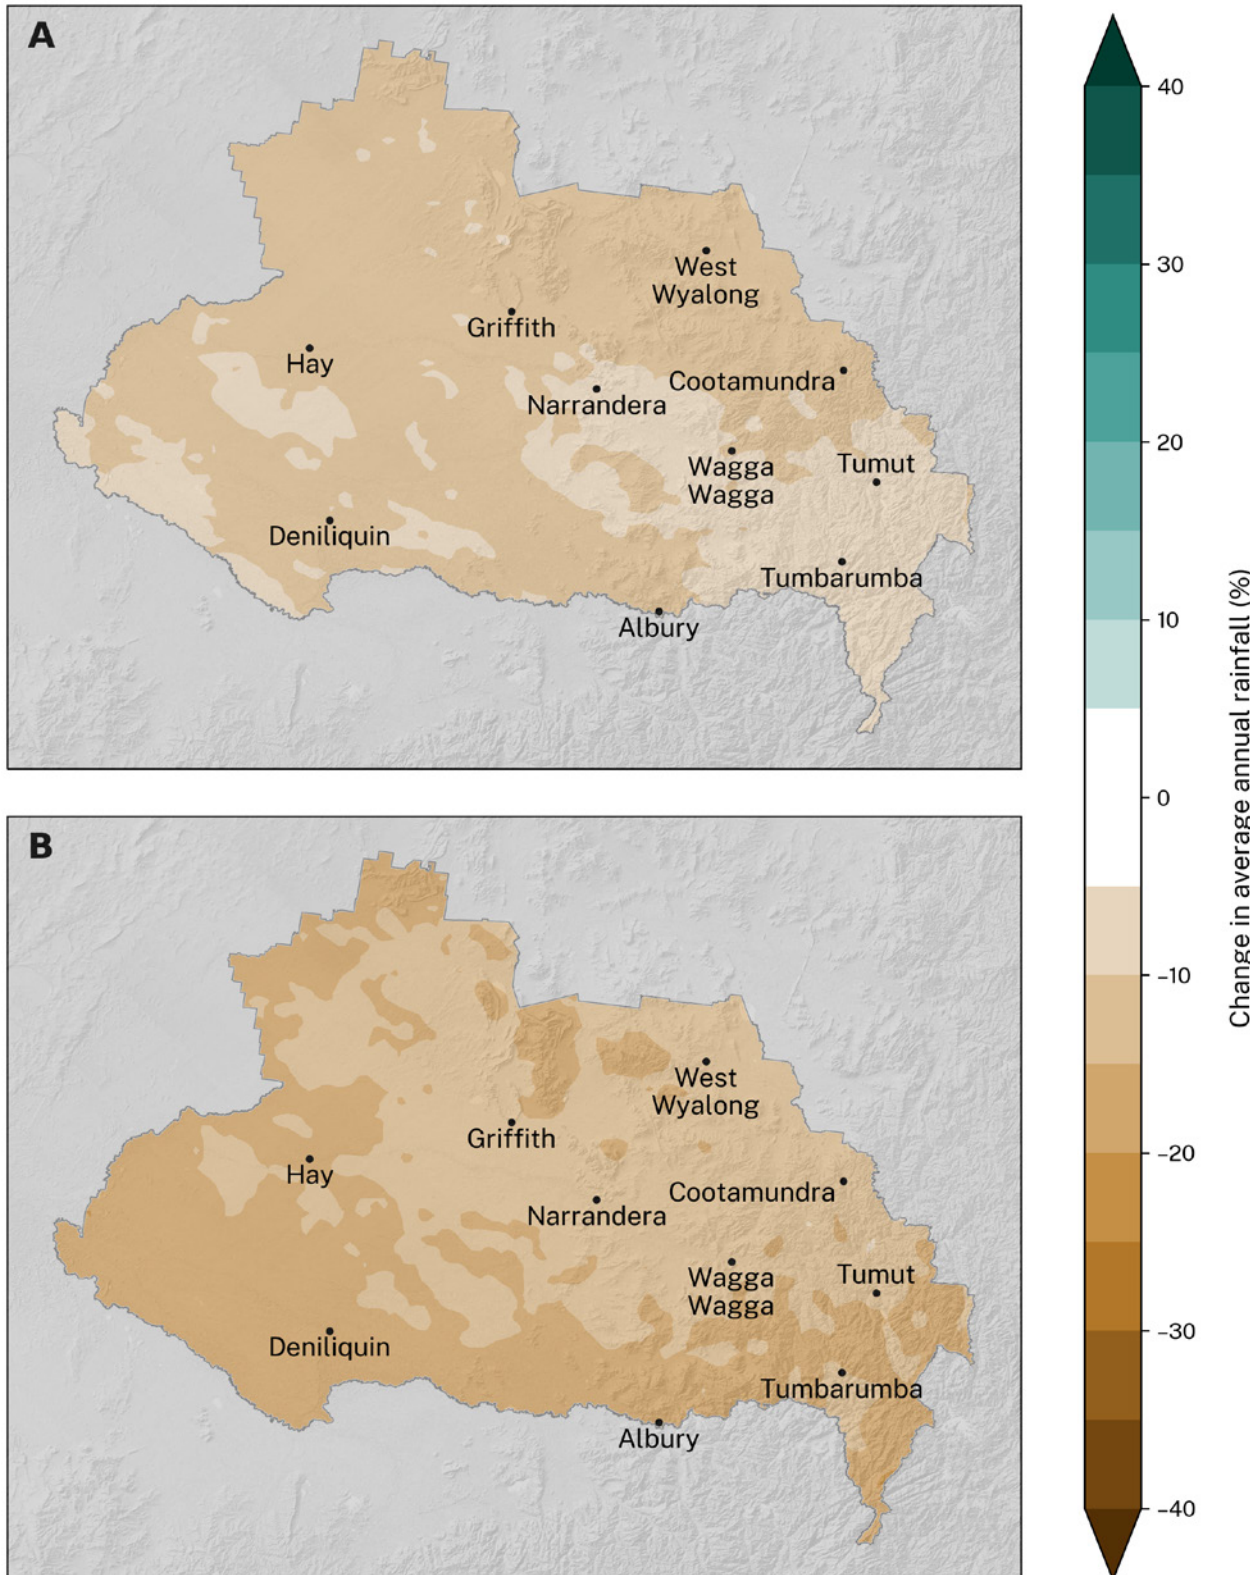 A
West
Wyalong
Griffith
Hay
Cootamundra
Narrandera
Wagga
Wagga
Tumut
Deniliquin
Tumbarumba
Albury
B
West
Wyalong
Griffith
Hay
Cootamundra
Narrandera
Wagga
Wagga
Tumut
Deniliquin
Tumbarumba
Albury
40
30
20
10
0
-10
-20
-30
-40
Change in average annual rainfall (%)